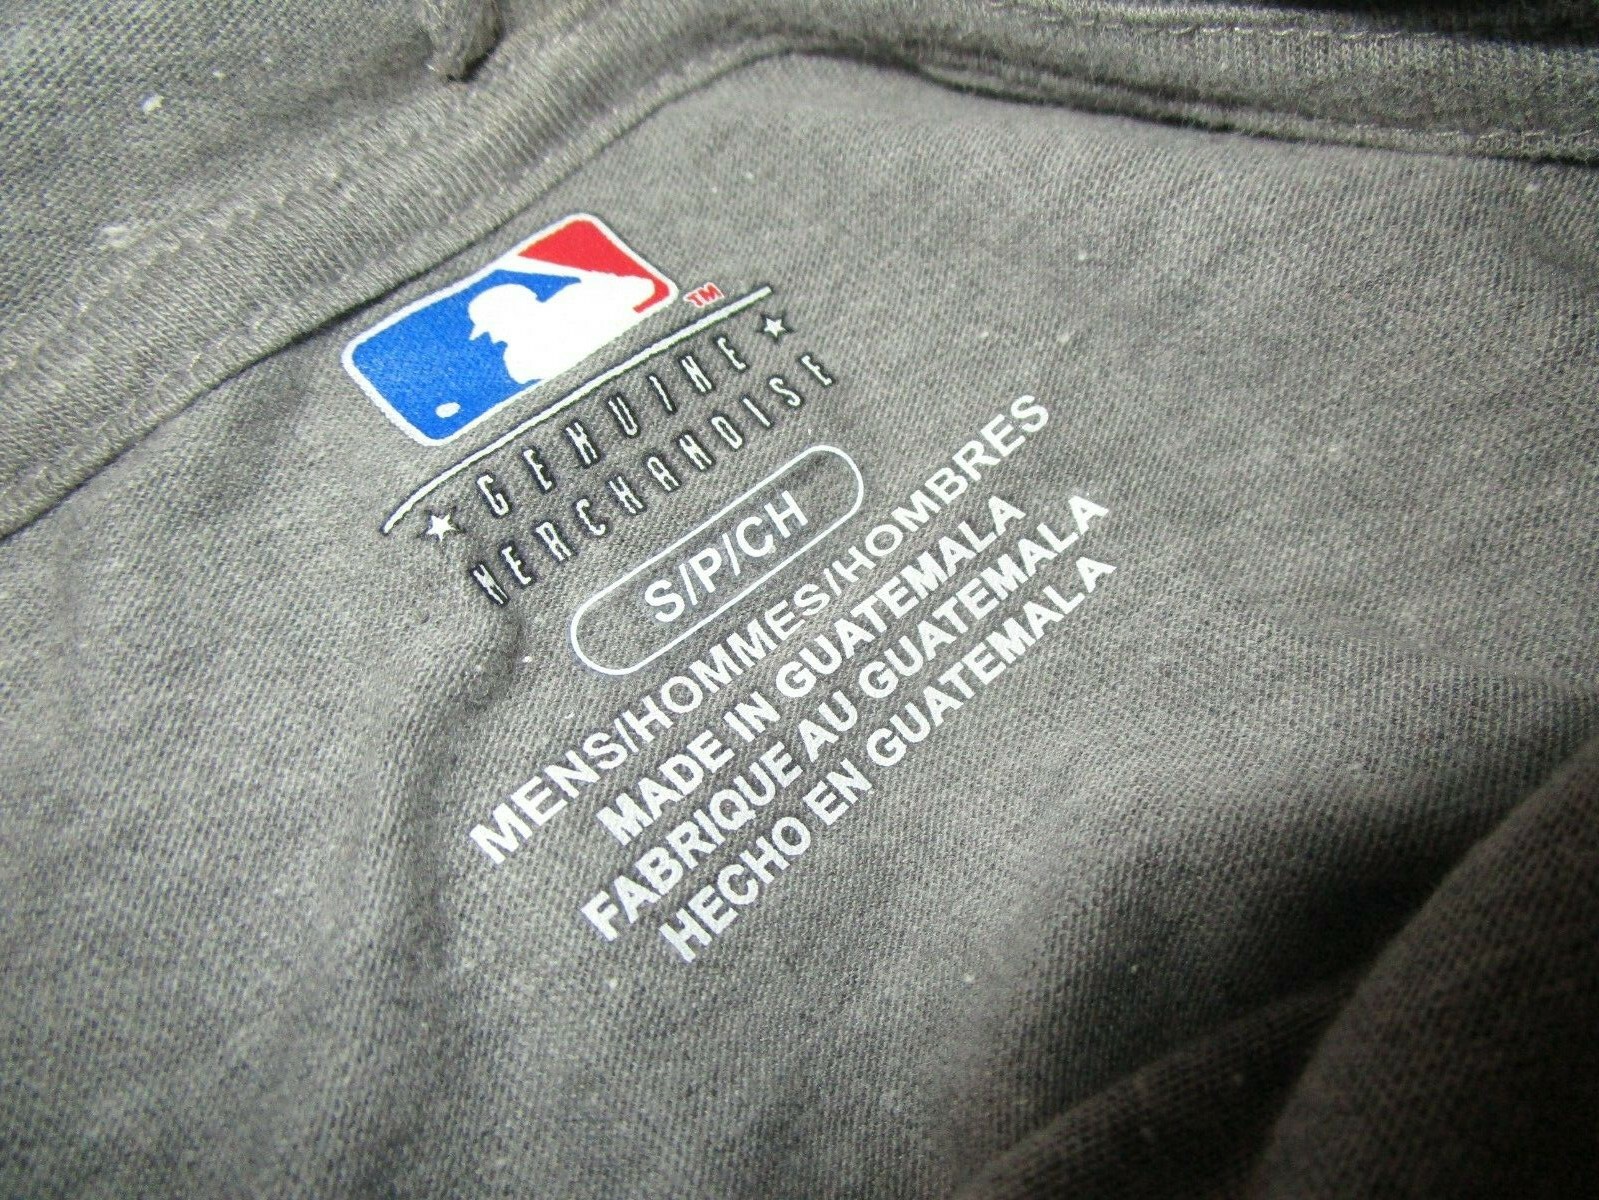 TM
GENUINE
MERCHANDISE
S/P/CH
MENS/HOMMES/HOMBRES
MADE IN GUATEMALA
FABRIQUE AU GUATEMALA
HECHO EN GUATEMALA